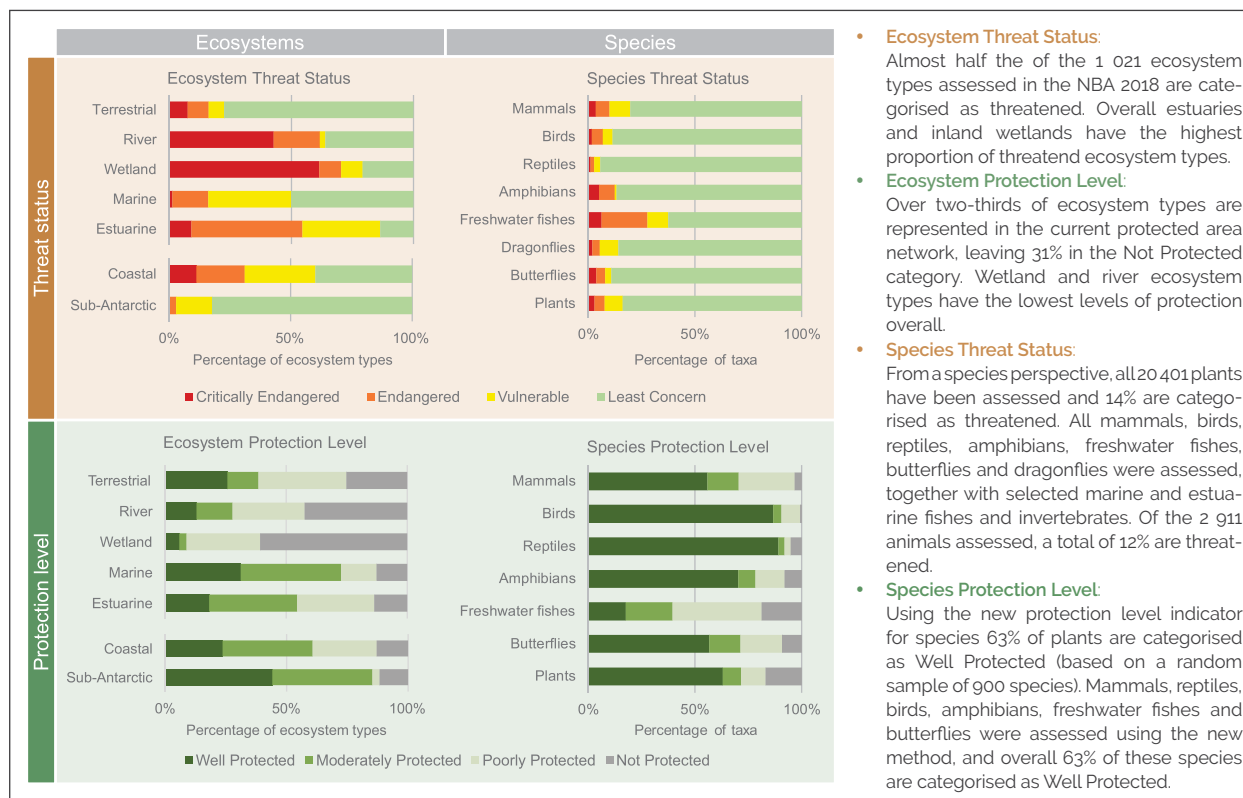 Ecosystems
Species
Threat status
Ecosystem Threat Status
Terrestrial
River
Wetland
Marine
Estuarine
Coastal
Sub-Antarctic
0%
50%
100%
Percentage of ecosystem types
Species Threat Status
Mammals
Birds
Reptiles
Amphibians
Freshwater fishes
Dragonflies
Butterflies
Plants
0%
50%
100%
Percentage of taxa
Critically Endangered
Endangered
Vulnerable
Least Concern
Protection level
Ecosystem Protection Level
Terrestrial
River
Wetland
Marine
Estuarine
Coastal
Sub-Antarctic
0%
50%
100%
Percentage of ecosystem types
Species Protection Level
Mammals
Birds
Reptiles
Amphibians
Freshwater fishes
Butterflies
Plants
0%
50%
100%
Percentage of taxa
Well Protected
Moderately Protected
Poorly Protected
Not Protected
• Ecosystem Threat Status:
Almost half the of the 1 021 ecosystem
types assessed in the NBA 2018 are cate-
gorised as threatened. Overall estuaries
and inland wetlands have the highest
proportion of threatend ecosystem types.
• Ecosystem Protection Level:
Over two-thirds of ecosystem types are
represented in the current protected area
network, leaving 31% in the Not Protected
category. Wetland and river ecosystem
types have the lowest levels of protection
overall.
• Species Threat Status:
From a species perspective, all 20 401 plants
have been assessed and 14% are catego-
rised as threatened. All mammals, birds,
reptiles, amphibians, freshwater fishes,
butterflies and dragonflies were assessed,
together with selected marine and estua-
rine fishes and invertebrates. Of the 2 911
animals assessed, a total of 12% are threat-
ened.
• Species Protection Level:
Using the new protection level indicator
for species 63% of plants are categorised
as Well Protected (based on a random
sample of 900 species). Mammals, reptiles,
birds, amphibians, freshwater fishes and
butterflies were assessed using the new
method, and overall 63% of these species
are categorised as Well Protected.